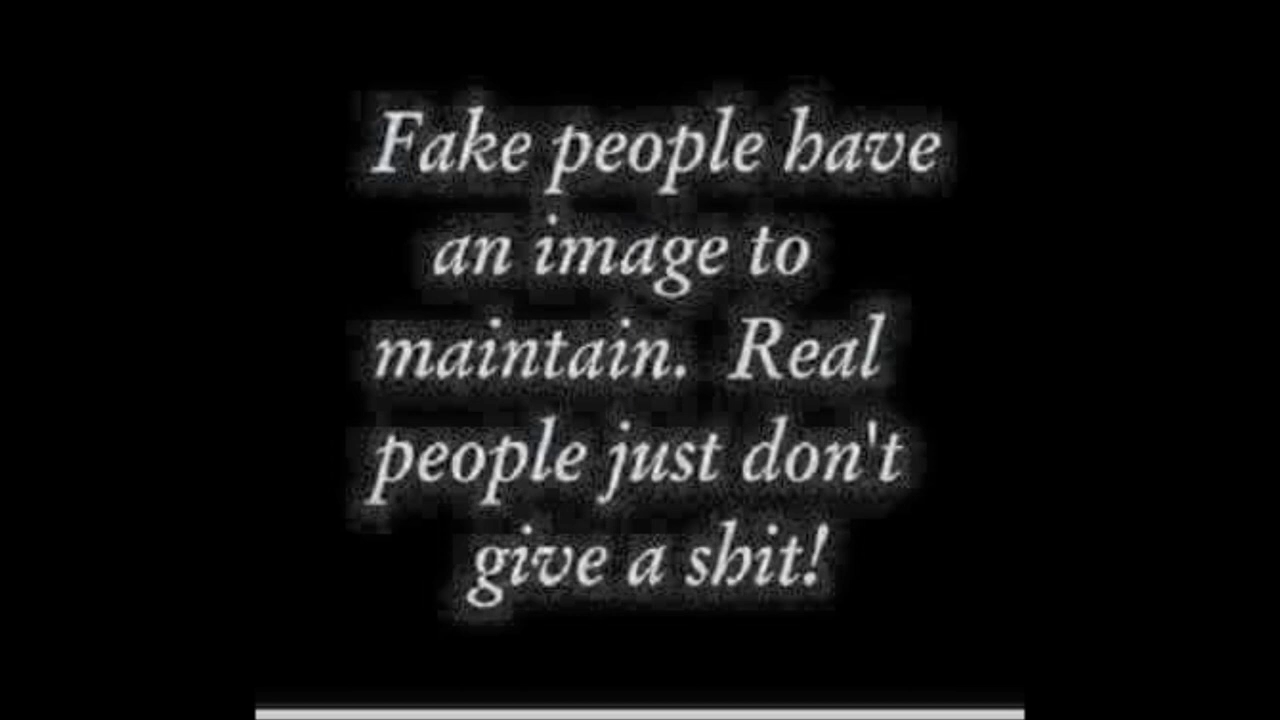 Fake people have
an image to
maintain. Real
people just don't
give a shit!